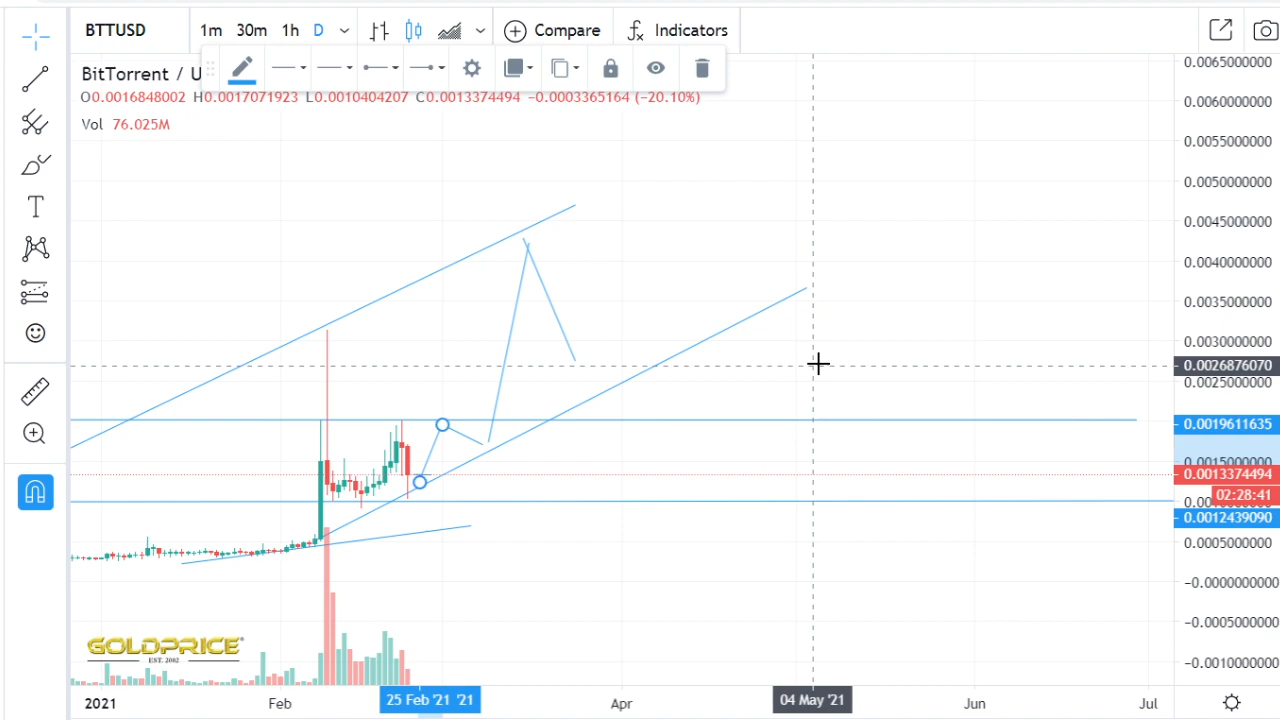 BTTUSD 1m 30m 1h D Compare Indicators
BitTorrent / U
O0.0016848002 H0.0017071923 L0.0010404207 C0.0013374494 −0.0003365164 (−20.10%)
Vol 76.025M
0.0065000000
0.0060000000
0.0055000000
0.0050000000
0.0045000000
0.0040000000
0.0035000000
0.0030000000
0.0026876070
0.0025000000
0.0019611635
0.0015000000
0.0013374494
02:28:41
0.0012439090
0.0005000000
−0.0000000000
−0.0005000000
−0.0010000000
GOLDPRICE®
EST. 2002
2021 Feb 25 Feb '21 '21 Apr 04 May '21 Jun Jul